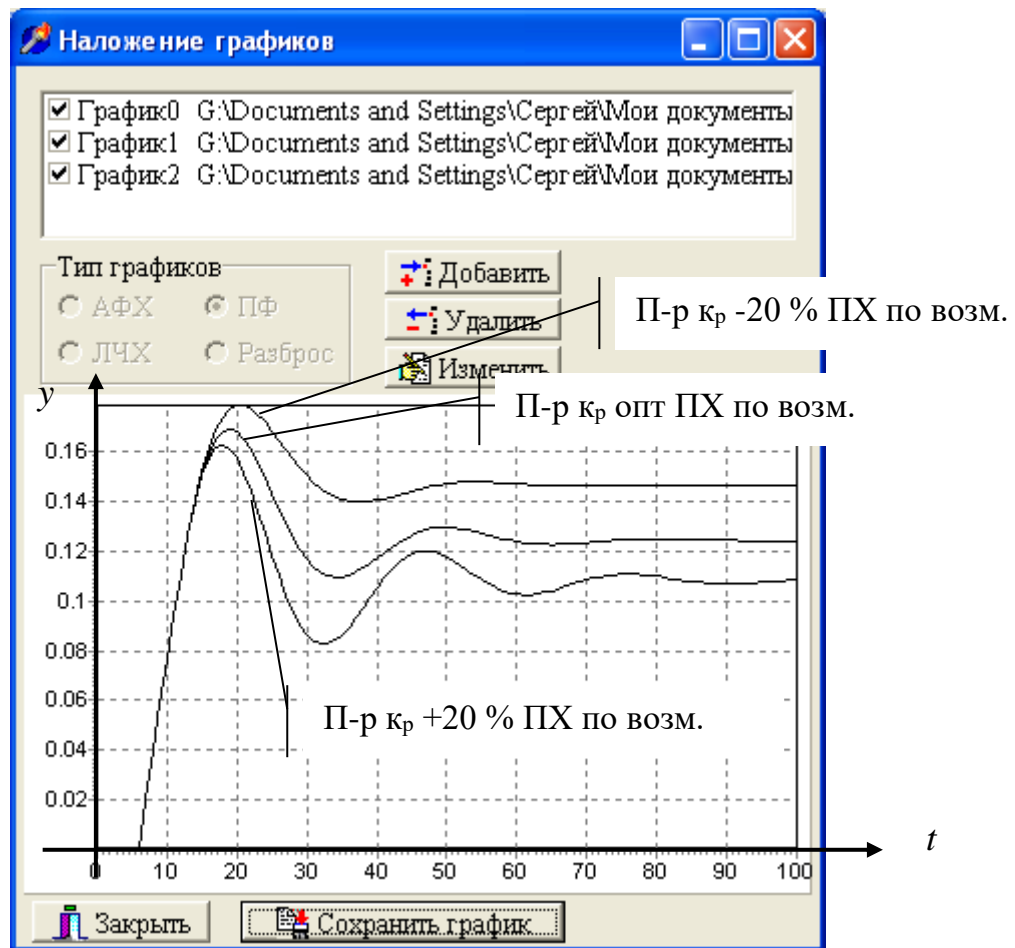 Наложение графиков
График0 G:\Documents and Settings\Сергей\Мои документы
График1 G:\Documents and Settings\Сергей\Мои документы
График2 G:\Documents and Settings\Сергей\Мои документы
Тип графиков
АФХ ПФ
ЛЧХ Разброс
Добавить
Удалить
Изменить
П-р кр -20 % ПХ по возм.
П-р кр опт ПХ по возм.
y
0.16
0.14
0.12
0.1
0.08
0.06
0.04
0.02
П-р кр +20 % ПХ по возм.
t
0 10 20 30 40 50 60 70 80 90 100
Закрыть
Сохранить график